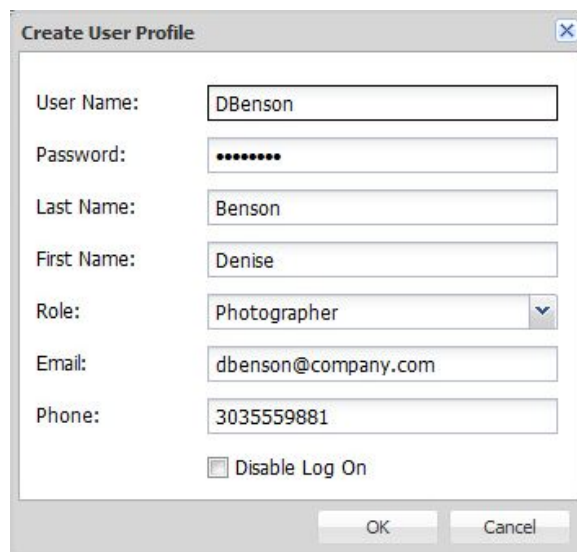 Create User Profile
User Name: DBenson
Password: ••••••••
Last Name: Benson
First Name: Denise
Role: Photographer
Email: dbenson@company.com
Phone: 3035559881
Disable Log On
OK Cancel